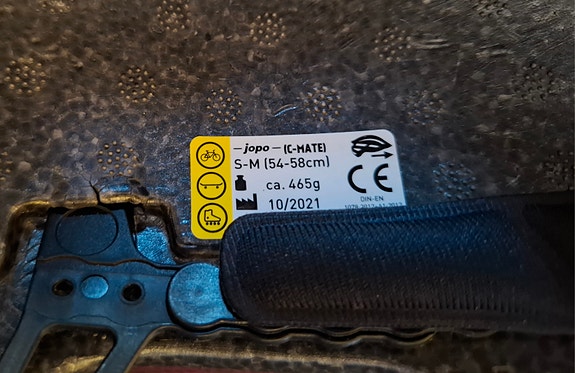 jopo — (C-MATE)
S-M (54-58cm)
ca. 465g
10/2021
CE
DIN-EN